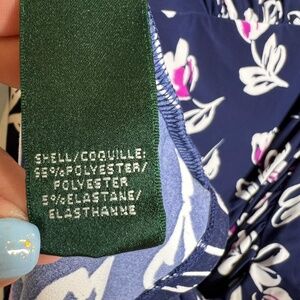 SHELL/COQUILLE:
95%POLYESTER/
POLYESTER
5%ELASTANE/
ELASTHANNE